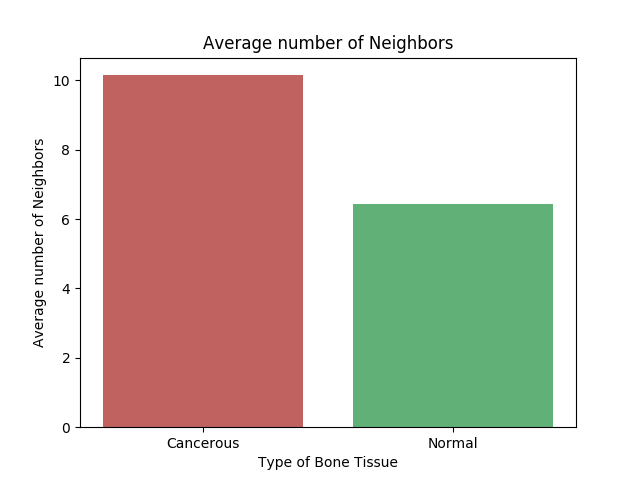 Average number of Neighbors
Average number of Neighbors
10
8
6
4
2
0
Cancerous
Normal
Type of Bone Tissue